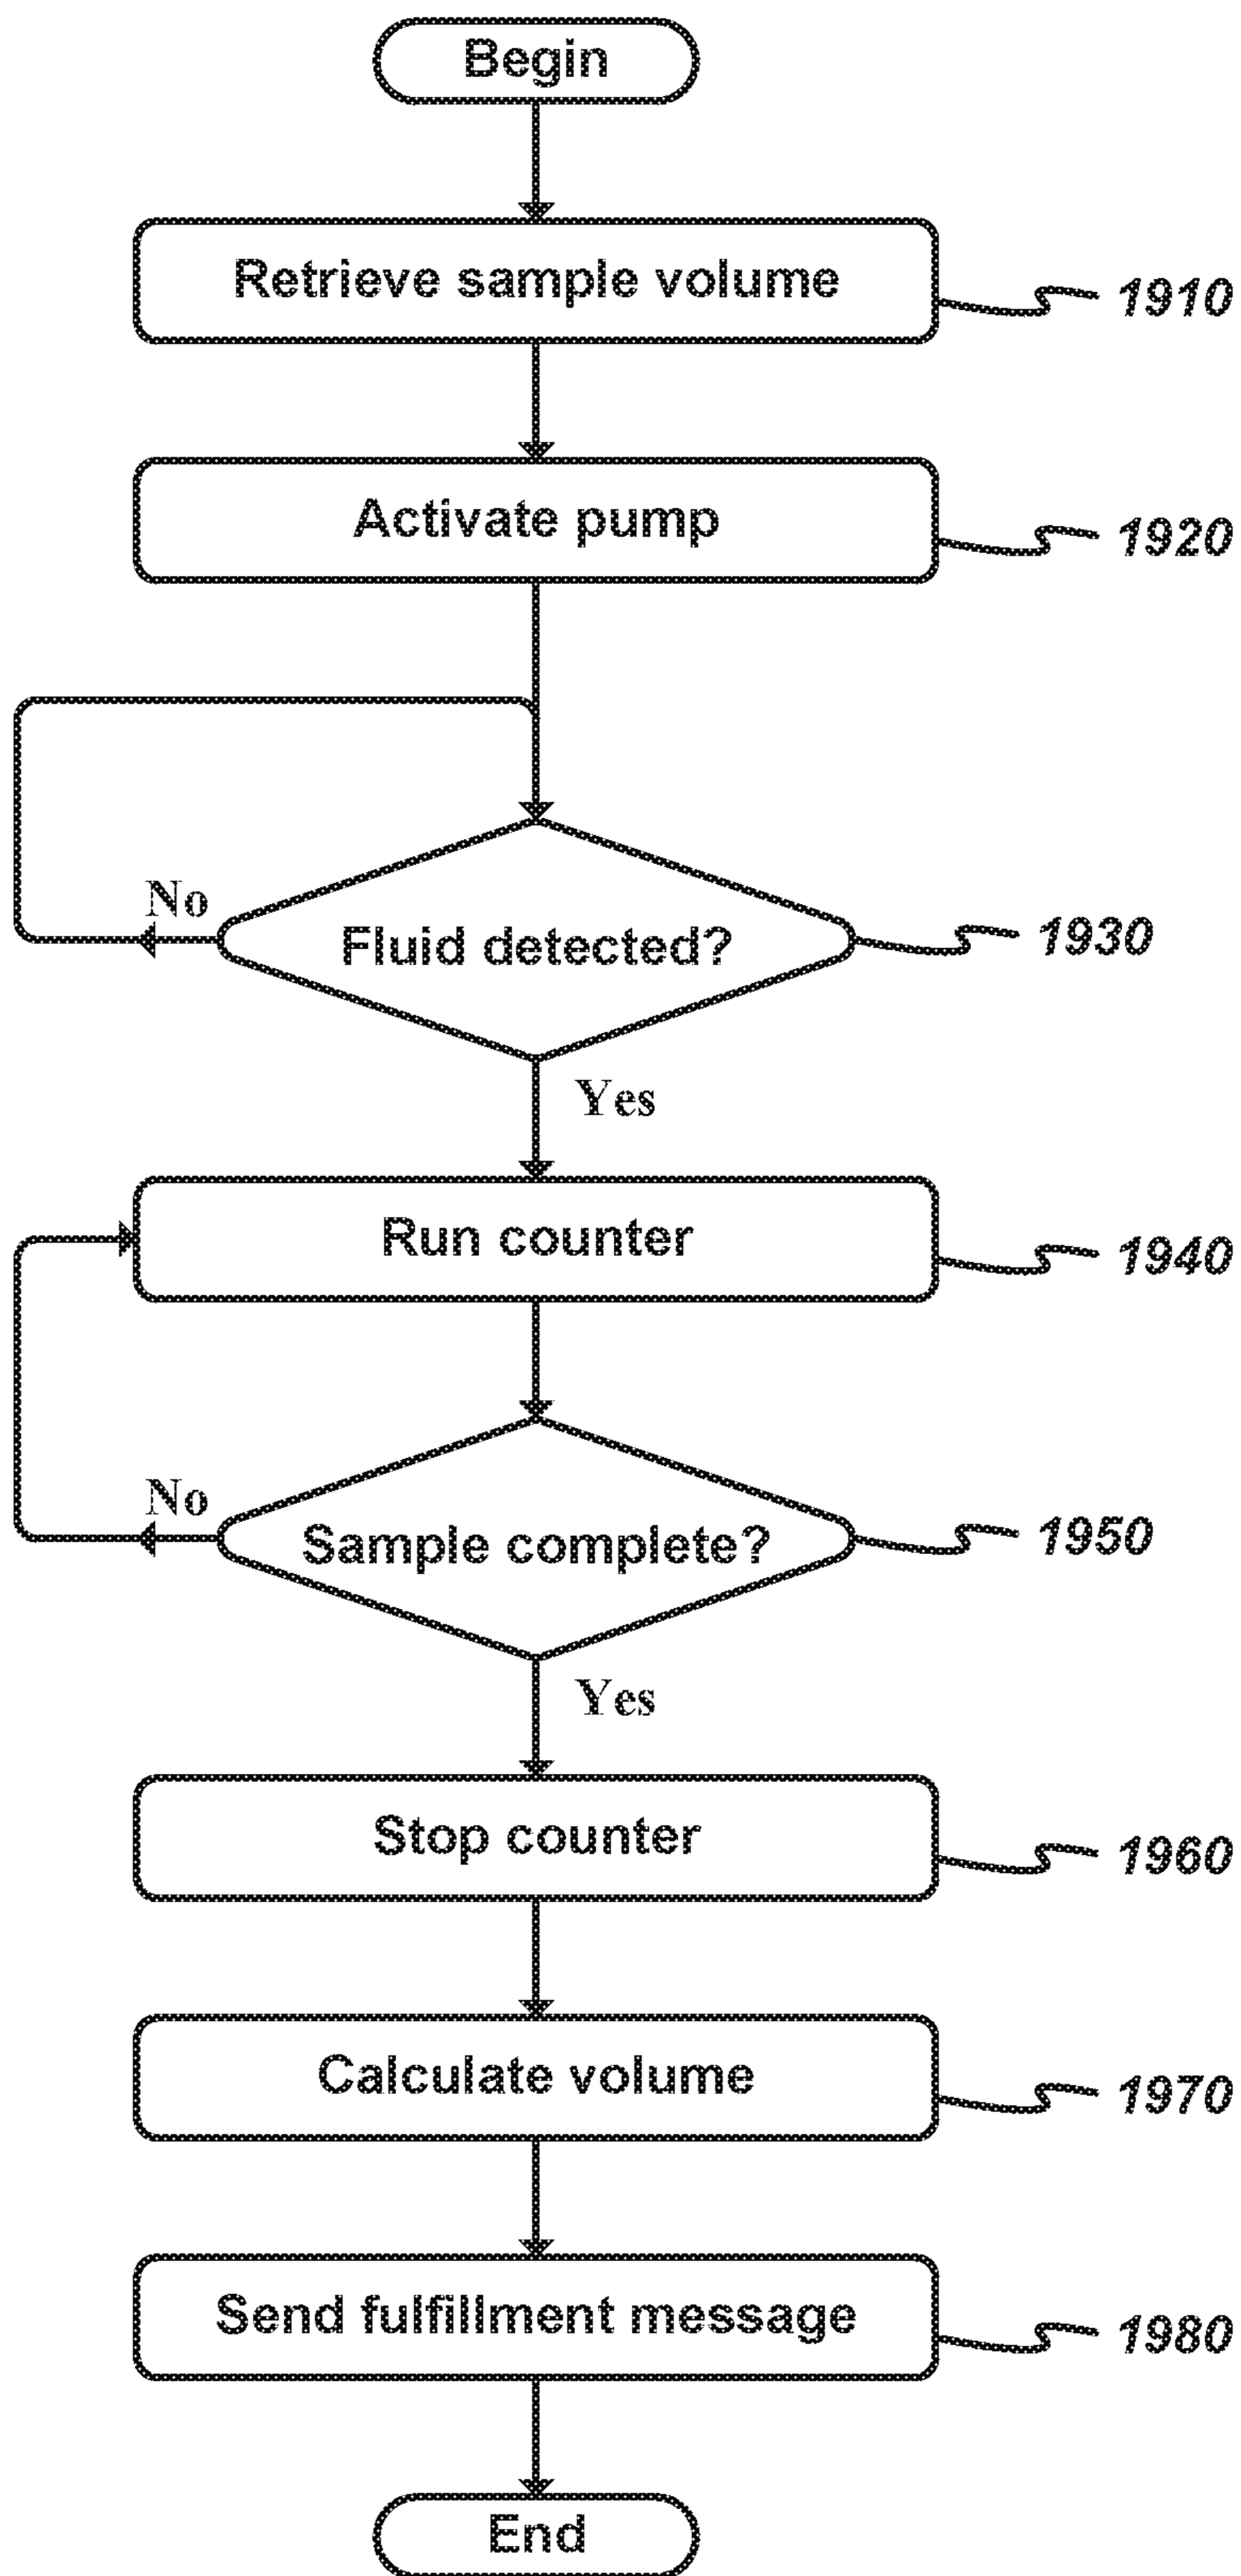 Begin
Retrieve sample volume
1910
Activate pump
1920
No
Fluid detected?
1930
Yes
Run counter
1940
No
Sample complete?
1950
Yes
Stop counter
1960
Calculate volume
1970
Send fulfillment message
1980
End